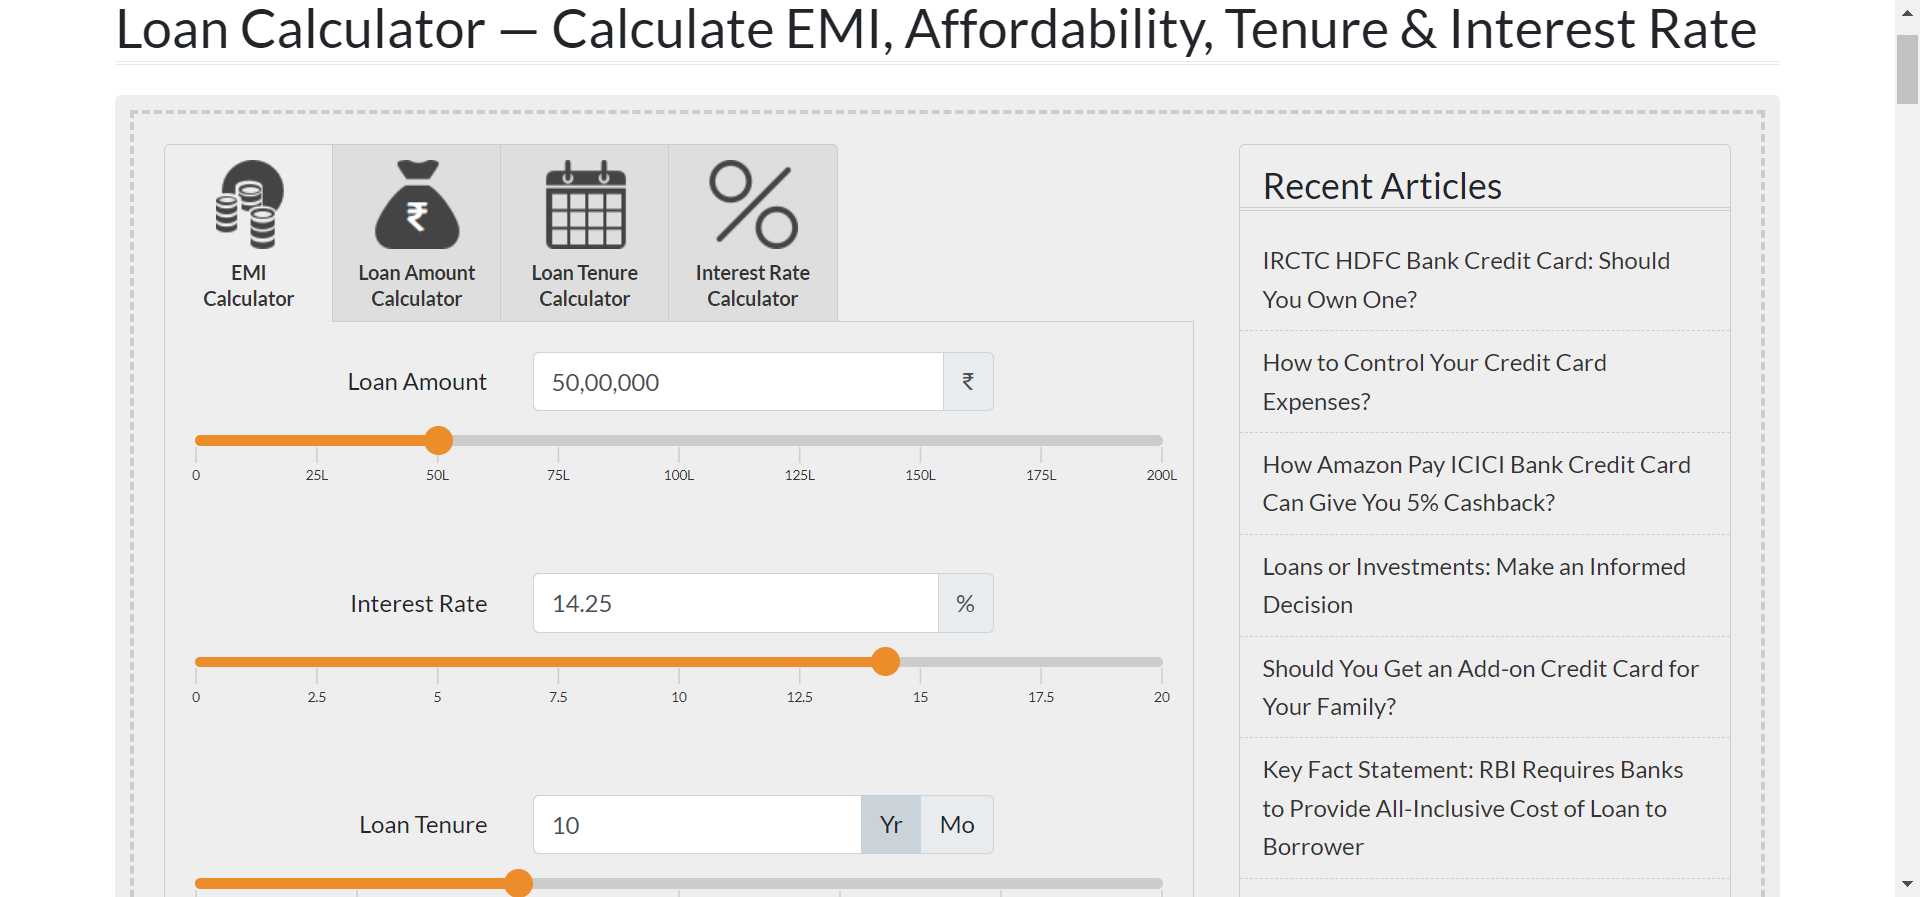 Loan Calculator — Calculate EMI, Affordability, Tenure & Interest Rate
EMI
Calculator
₹
Loan Amount
Calculator
Loan Tenure
Calculator
Interest Rate
Calculator
Loan Amount
50,00,000
₹
0 25L 50L 75L 100L 125L 150L 175L 200L
Interest Rate
14.25
%
0 2.5 5 7.5 10 12.5 15 17.5 20
Loan Tenure
10
Yr Mo
Recent Articles
IRCTC HDFC Bank Credit Card: Should
You Own One?
How to Control Your Credit Card
Expenses?
How Amazon Pay ICICI Bank Credit Card
Can Give You 5% Cashback?
Loans or Investments: Make an Informed
Decision
Should You Get an Add-on Credit Card for
Your Family?
Key Fact Statement: RBI Requires Banks
to Provide All-Inclusive Cost of Loan to
Borrower